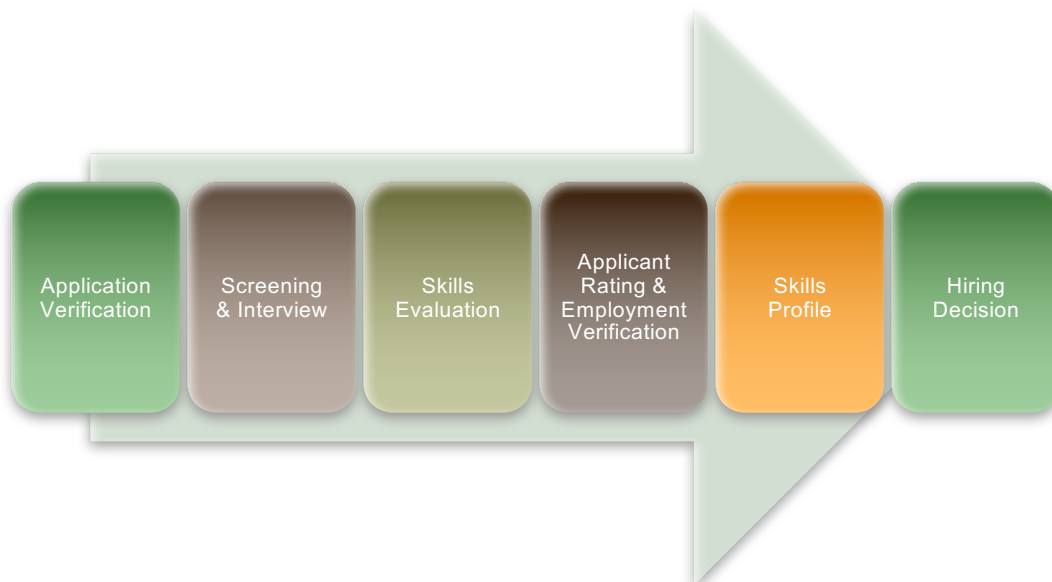 Application
Verification
Screening
& Interview
Skills
Evaluation
Applicant
Rating &
Employment
Verification
Skills
Profile
Hiring
Decision